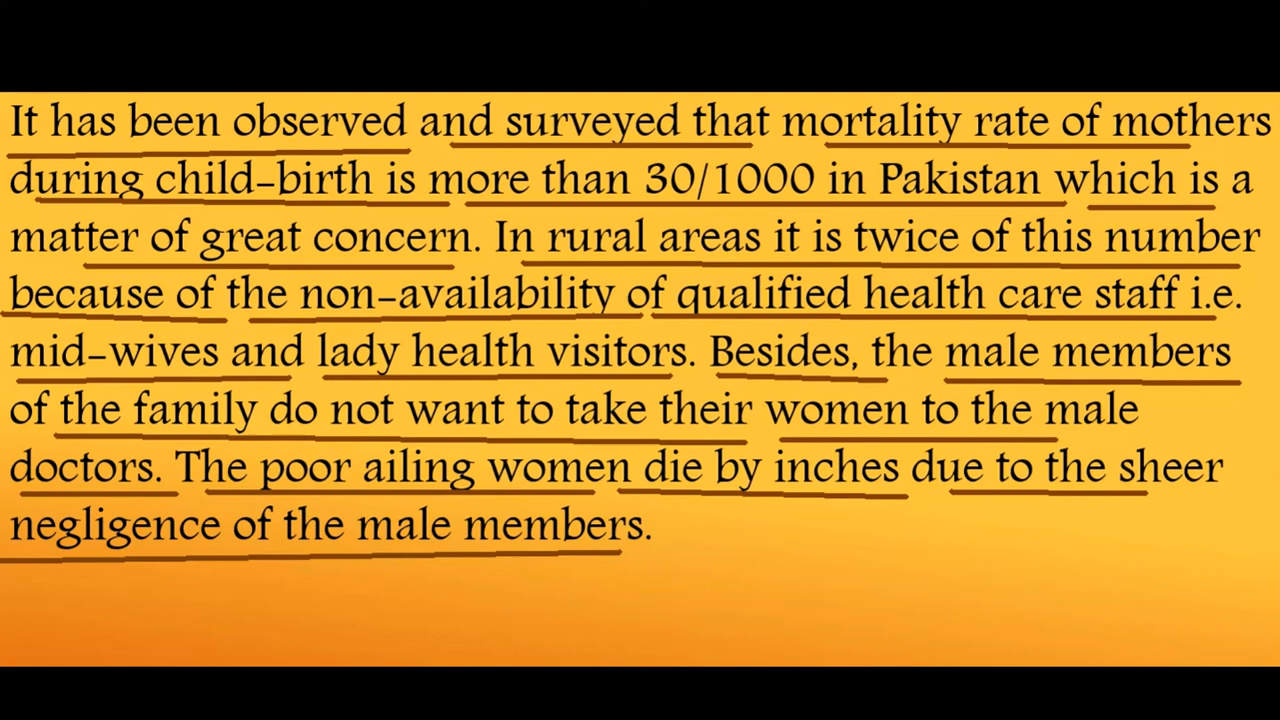 It has been observed and surveyed that mortality rate of mothers
during child-birth is more than 30/1000 in Pakistan which is a
matter of great concern. In rural areas it is twice of this number
because of the non-availability of qualified health care staff i.e.
mid-wives and lady health visitors. Besides, the male members
of the family do not want to take their women to the male
doctors. The poor ailing women die by inches due to the sheer
negligence of the male members.